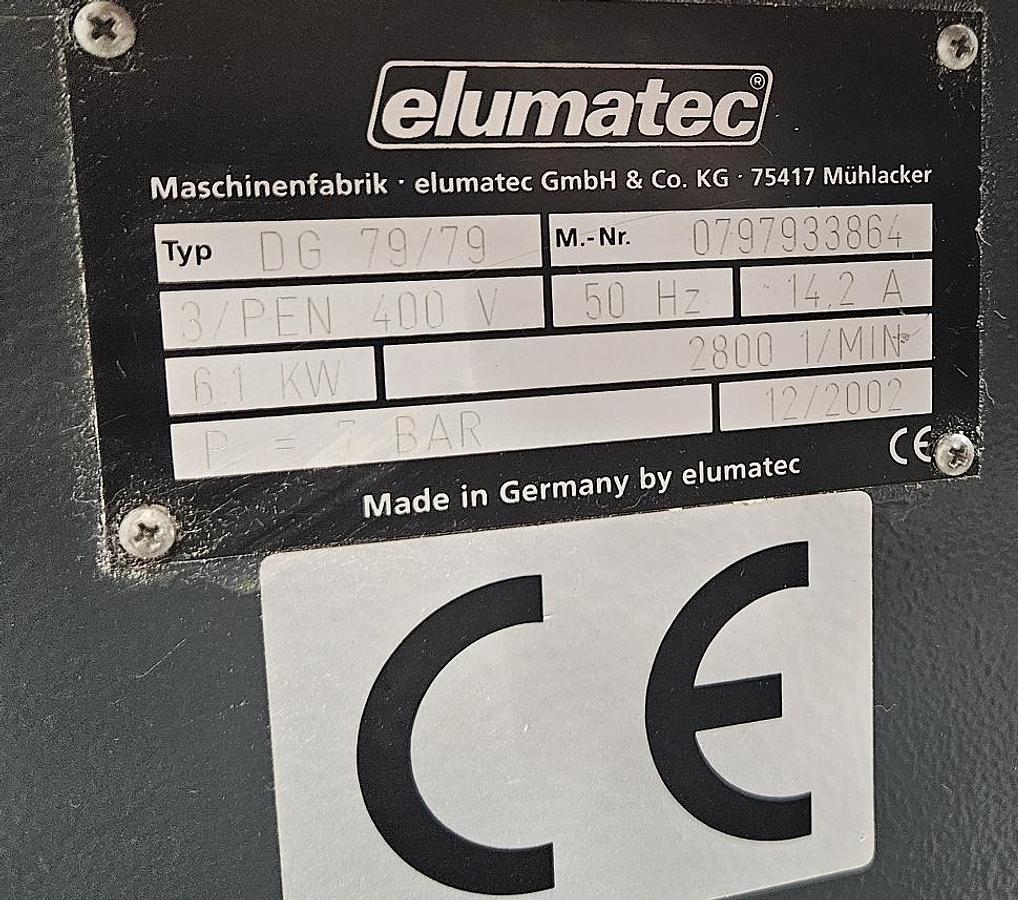 elumatec®
Maschinenfabrik · elumatec GmbH & Co. KG · 75417 Mühlacker
Typ DG 79/79 M.-Nr. 0797933864
3/PEN 400 V 50 Hz 14.2 A
6.1 KW 2800 1/MIN
P = 7 BAR 12/2002
CE
Made in Germany by elumatec
CE